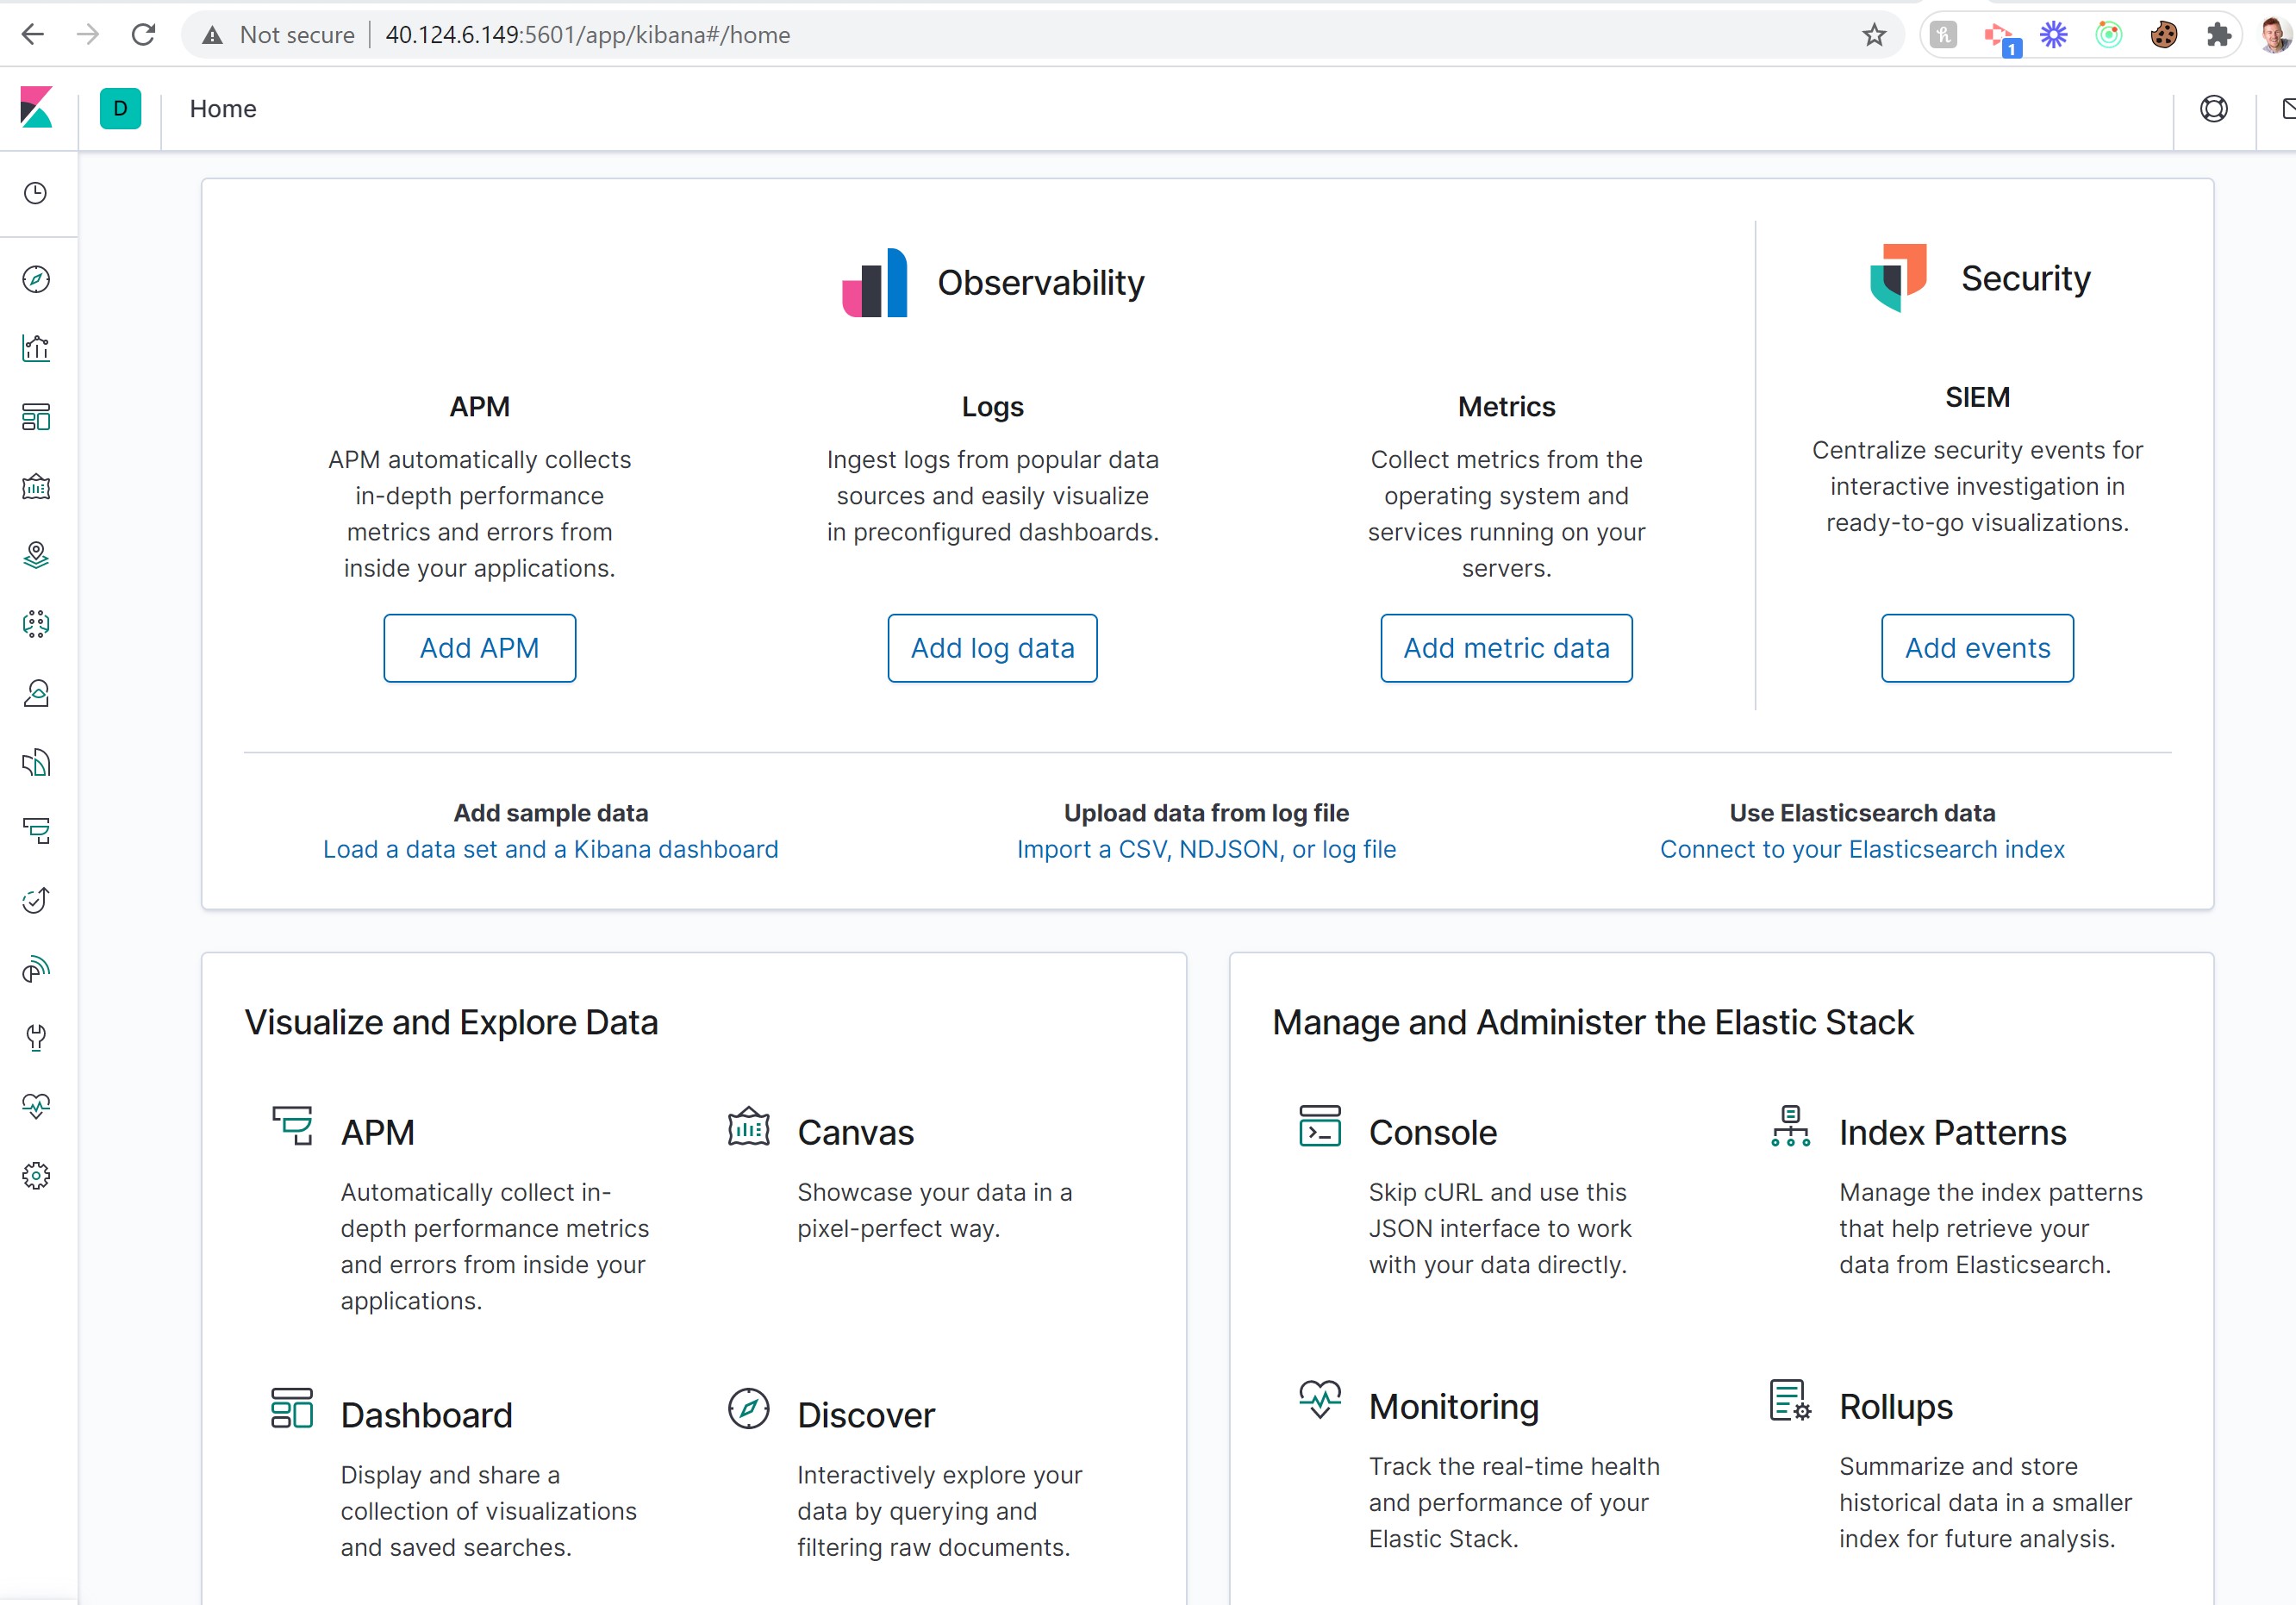 Not secure
40.124.6.149:5601/app/kibana#/home
1
D
Home
Observability
Security
APM
APM automatically collects
in-depth performance
metrics and errors from
inside your applications.
Add APM
Logs
Ingest logs from popular data
sources and easily visualize
in preconfigured dashboards.
Add log data
Metrics
Collect metrics from the
operating system and
services running on your
servers.
Add metric data
SIEM
Centralize security events for
interactive investigation in
ready-to-go visualizations.
Add events
Add sample data
Load a data set and a Kibana dashboard
Upload data from log file
Import a CSV, NDJSON, or log file
Use Elasticsearch data
Connect to your Elasticsearch index
Visualize and Explore Data
APM
Automatically collect in-
depth performance metrics
and errors from inside your
applications.
Canvas
Showcase your data in a
pixel-perfect way.
Dashboard
Display and share a
collection of visualizations
and saved searches.
Discover
Interactively explore your
data by querying and
filtering raw documents.
Manage and Administer the Elastic Stack
Console
Skip cURL and use this
JSON interface to work
with your data directly.
Index Patterns
Manage the index patterns
that help retrieve your
data from Elasticsearch.
Monitoring
Track the real-time health
and performance of your
Elastic Stack.
Rollups
Summarize and store
historical data in a smaller
index for future analysis.